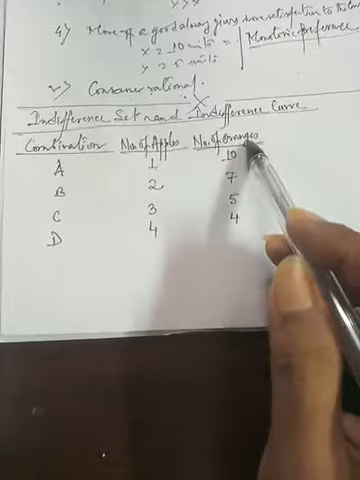 4) More of a good always gives more satisfaction to the
X = 10 units =
Monotonic Preference
Y = 5 units
Consumer rational.
Indifference Set and Indifference Curve
Combination No. of Apples No. of Oranges
A 1 10
B 2 7
C 3 5
D 4 4